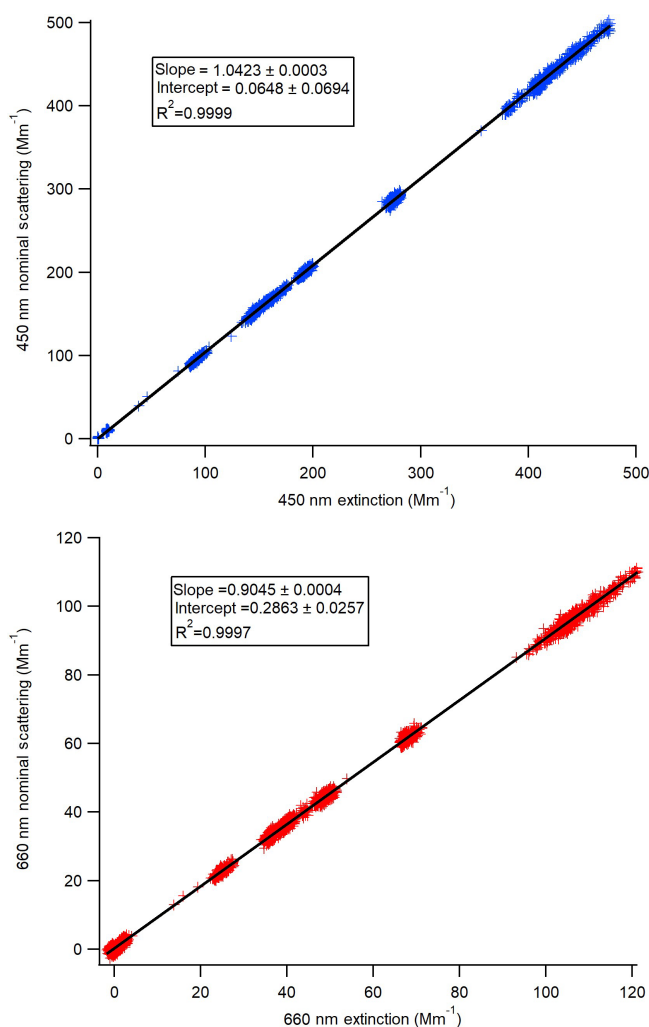 500
400
300
200
100
0
450 nm nominal scattering (Mm⁻¹)
Slope = 1.0423 ± 0.0003
Intercept = 0.0648 ± 0.0694
R²=0.9999
0 100 200 300 400 500
450 nm extinction (Mm⁻¹)
120
100
80
60
40
20
0
660 nm nominal scattering (Mm⁻¹)
Slope =0.9045 ± 0.0004
Intercept =0.2863 ± 0.0257
R²=0.9997
0 20 40 60 80 100 120
660 nm extinction (Mm⁻¹)